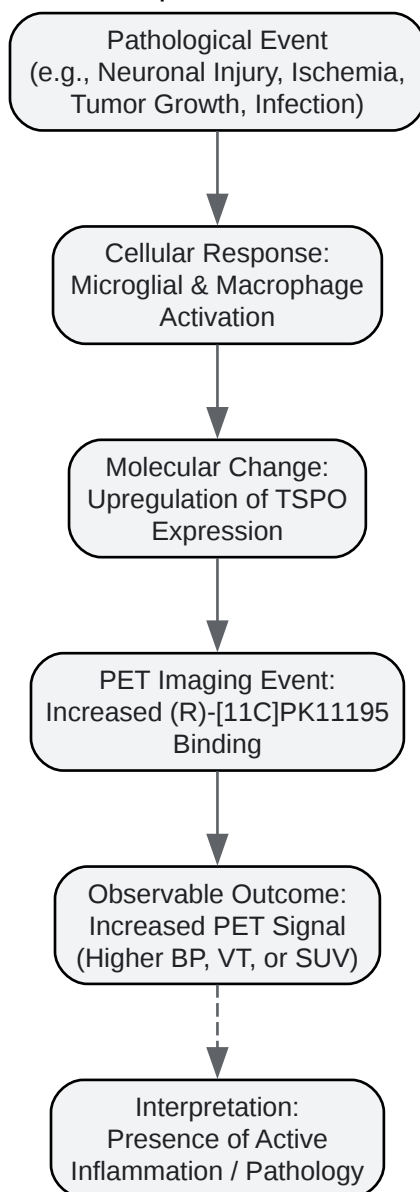 Pathological Event
(e.g., Neuronal Injury, Ischemia,
Tumor Growth, Infection)
Cellular Response:
Microglial & Macrophage
Activation
Molecular Change:
Upregulation of TSPO
Expression
PET Imaging Event:
Increased (R)-[11C]PK11195
Binding
Observable Outcome:
Increased PET Signal
(Higher BP, VT, or SUV)
Interpretation:
Presence of Active
Inflammation / Pathology